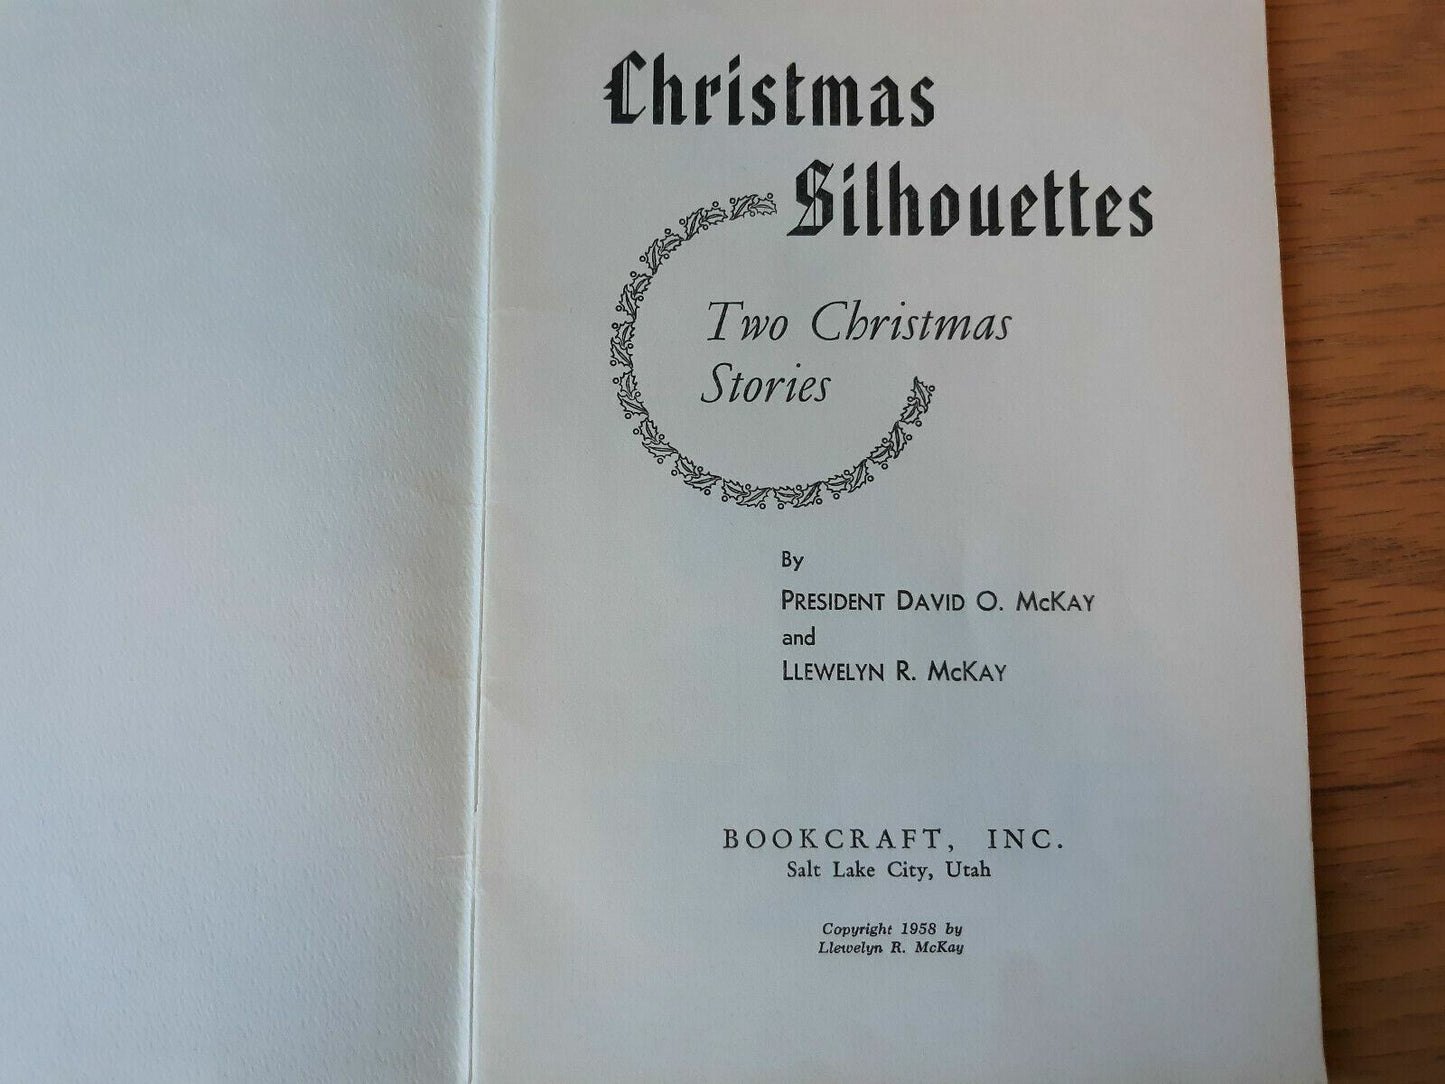 Christmas
Silhouettes
Two Christmas
Stories
By
PRESIDENT DAVID O. McKAY
and
LLEWELYN R. McKAY
BOOKCRAFT, INC.
Salt Lake City, Utah
Copyright 1958 by
Llewelyn R. McKay